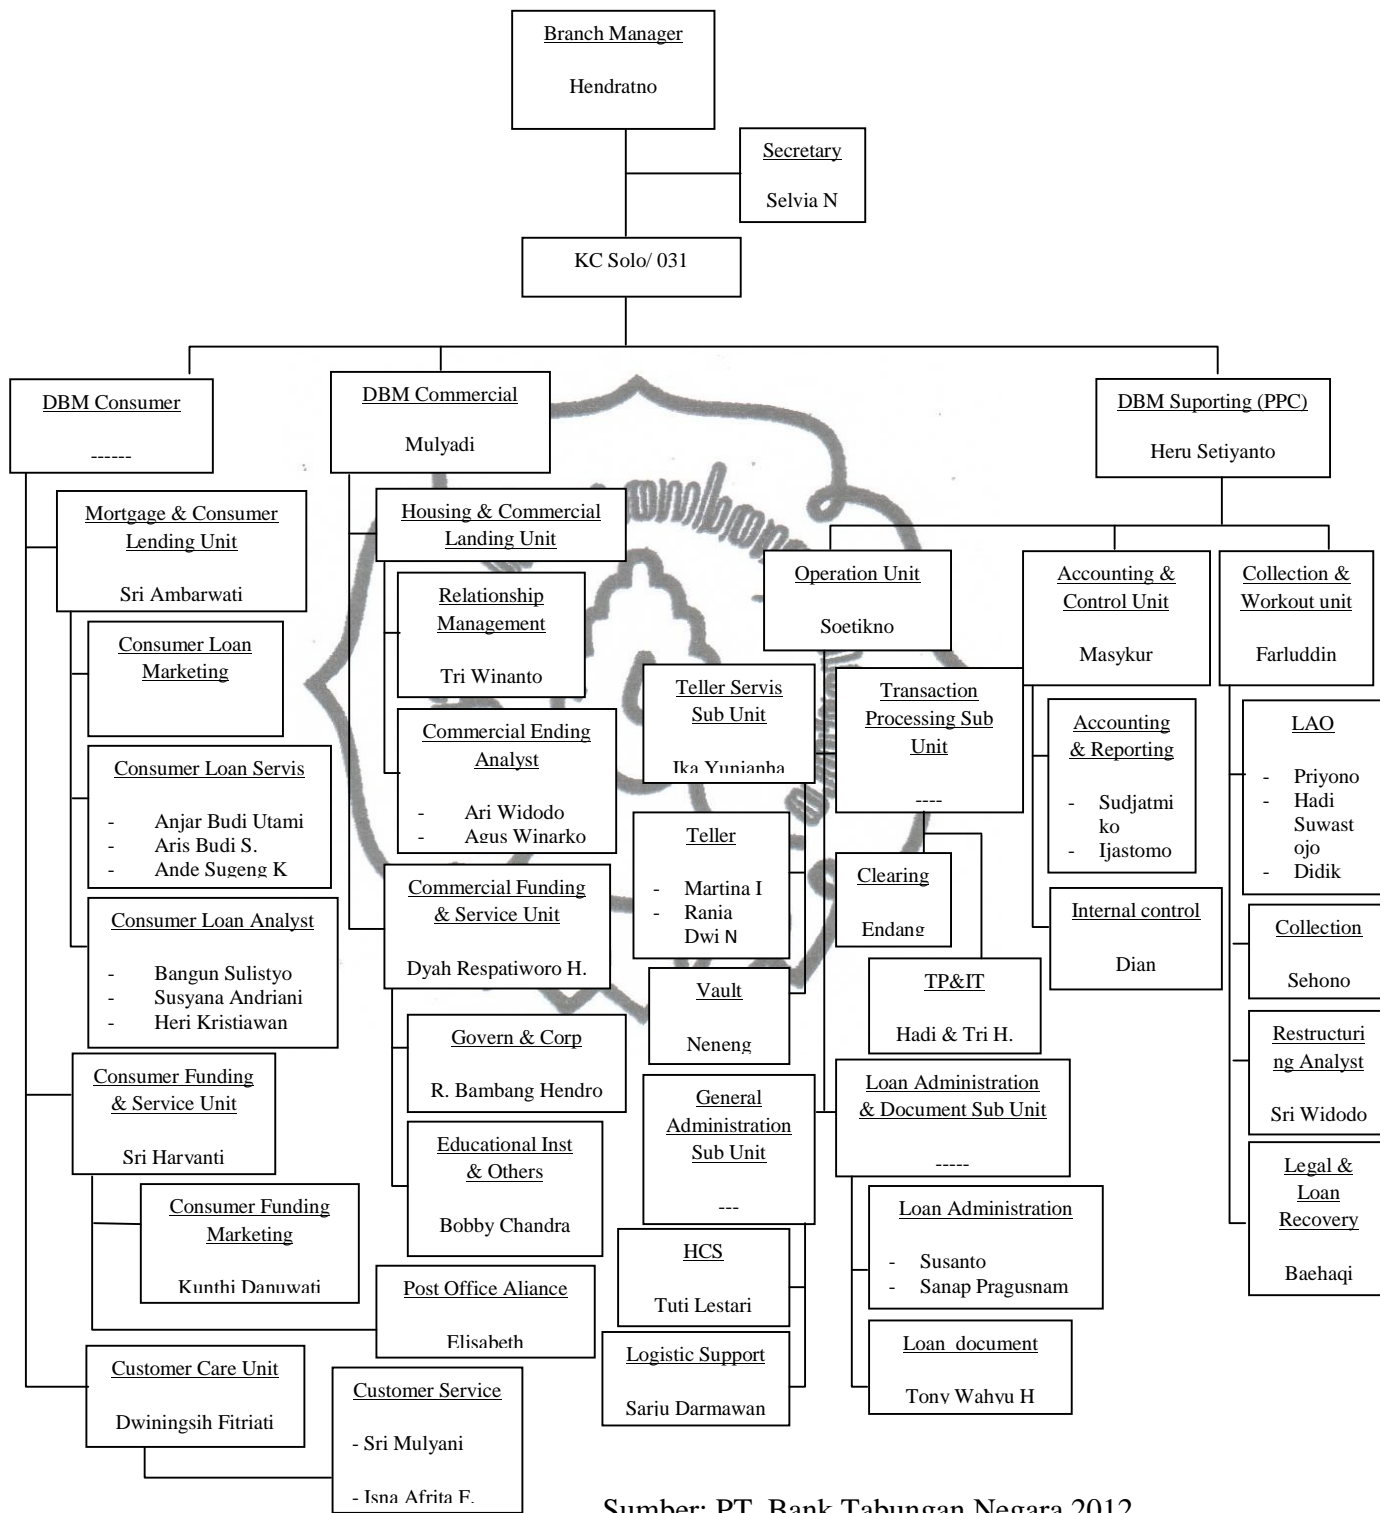 Branch Manager
Hendratno
Secretary
Selvia N
KC Solo/ 031
DBM Consumer
------
DBM Commercial
Mulyadi
DBM Suporting (PPC)
Heru Setiyanto
Mortgage & Consumer
Lending Unit
Sri Ambarwati
Consumer Loan
Marketing
Consumer Loan Servis
- Anjar Budi Utami
- Aris Budi S.
- Ande Sugeng K
Consumer Loan Analyst
- Bangun Sulistyo
- Susyana Andriani
- Heri Kristiawan
Consumer Funding
& Service Unit
Sri Haryanti
Consumer Funding
Marketing
Kunthi Danuwati
Post Office Aliance
Elisabeth
Customer Care Unit
Dwiningsih Fitriati
Customer Service
- Sri Mulyani
- Isna Afrita F.
Housing & Commercial
Landing Unit
Relationship
Management
Tri Winanto
Commercial Ending
Analyst
- Ari Widodo
- Agus Winarko
Commercial Funding
& Service Unit
Dyah Respatiworo H.
Govern & Corp
R. Bambang Hendro
Educational Inst
& Others
Bobby Chandra
Operation Unit
Soetikno
Teller Servis
Sub Unit
Ika
Teller
- Martina I
- Rania
Dwi N
Vault
Neneng
Transaction
Processing Sub
Unit
----
Clearing
Endang
TP&IT
Hadi & Tri H.
General
Administration
Sub Unit
---
HCS
Tuti Lestari
Logistic Support
Sarju Darmawan
Loan Administration
& Document Sub Unit
-----
Loan Administration
- Susanto
- Sanap Pragusnam
Loan document
Tony Wahyu H
Accounting &
Control Unit
Masykur
Accounting
& Reporting
- Sudjatmi
ko
- Ijastomo
Internal control
Dian
Collection &
Workout unit
Farluddin
LAO
- Priyono
- Hadi
Suwast
ojo
- Didik
Collection
Sehono
Restructuri
ng Analyst
Sri Widodo
Legal &
Loan
Recovery
Baehaqi
Sumber: PT. Bank Tabungan Negara 2012